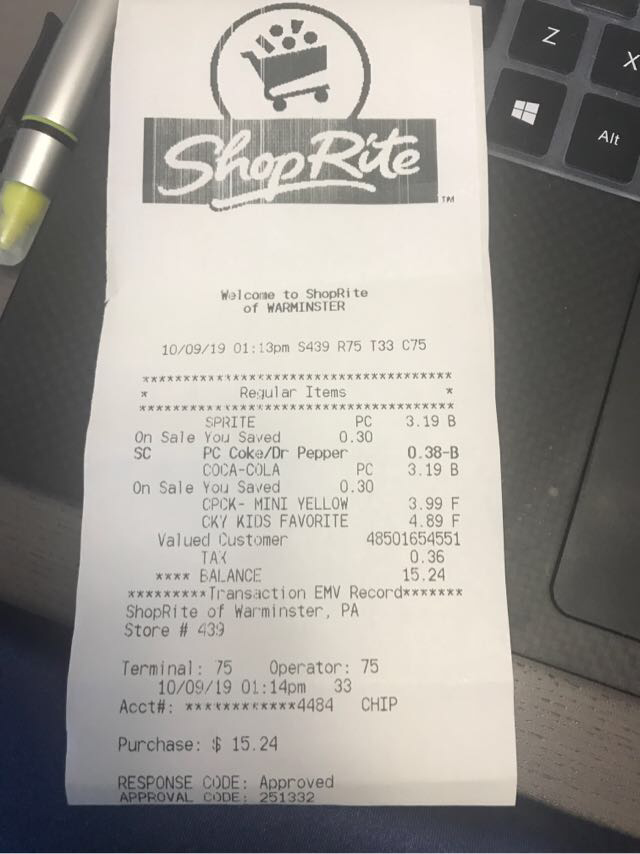 Z
X
Alt
ShopRite
TM
Welcome to ShopRite
of WARMINSTER
10/09/19 01:13pm S439 R75 T33 C75
****************************************
* Regular Items *
****************************************
SPRITE PC 3.19 B
On Sale You Saved 0.30
SC PC Coke/Dr Pepper 0.38-B
COCA-COLA PC 3.19 B
On Sale You Saved 0.30
CPCK- MINI YELLOW 3.99 F
CKY KIDS FAVORITE 4.89 F
Valued Customer 48501654551
TAX 0.36
**** BALANCE 15.24
*********Transaction EMV Record*******
ShopRite of Warminster, PA
Store # 439
Terminal: 75 Operator: 75
10/09/19 01:14pm 33
Acct#: ************4484 CHIP
Purchase: $ 15.24
RESPONSE CODE: Approved
APPROVAL CODE: 251332